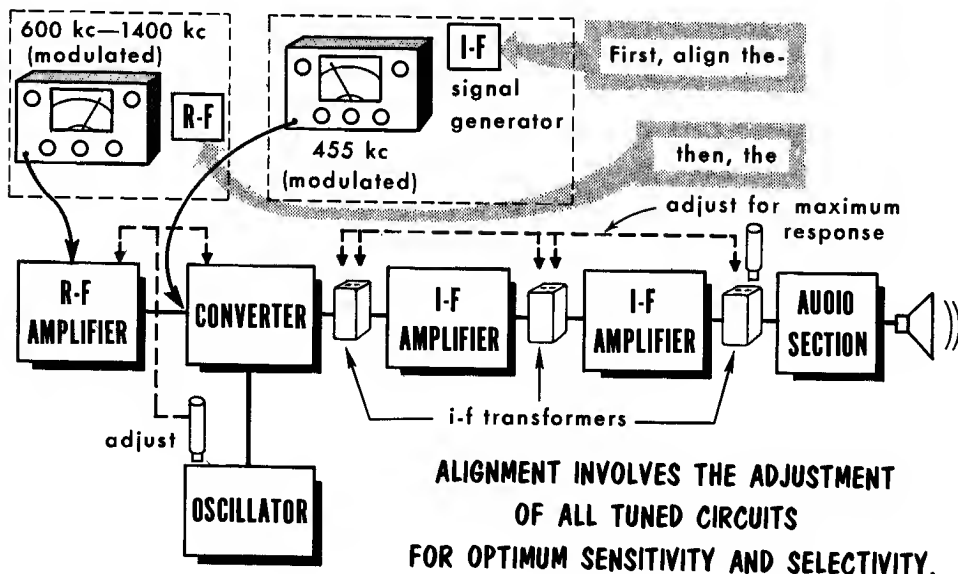 600 kc—1400 kc
(modulated)
R-F
I-F
signal
generator
455 kc
(modulated)
First, align the-
then, the
adjust for maximum
response
R-F
AMPLIFIER
CONVERTER
I-F
AMPLIFIER
I-F
AMPLIFIER
AUDIO
SECTION
i-f transformers
adjust
OSCILLATOR
ALIGNMENT INVOLVES THE ADJUSTMENT
OF ALL TUNED CIRCUITS
FOR OPTIMUM SENSITIVITY AND SELECTIVITY.